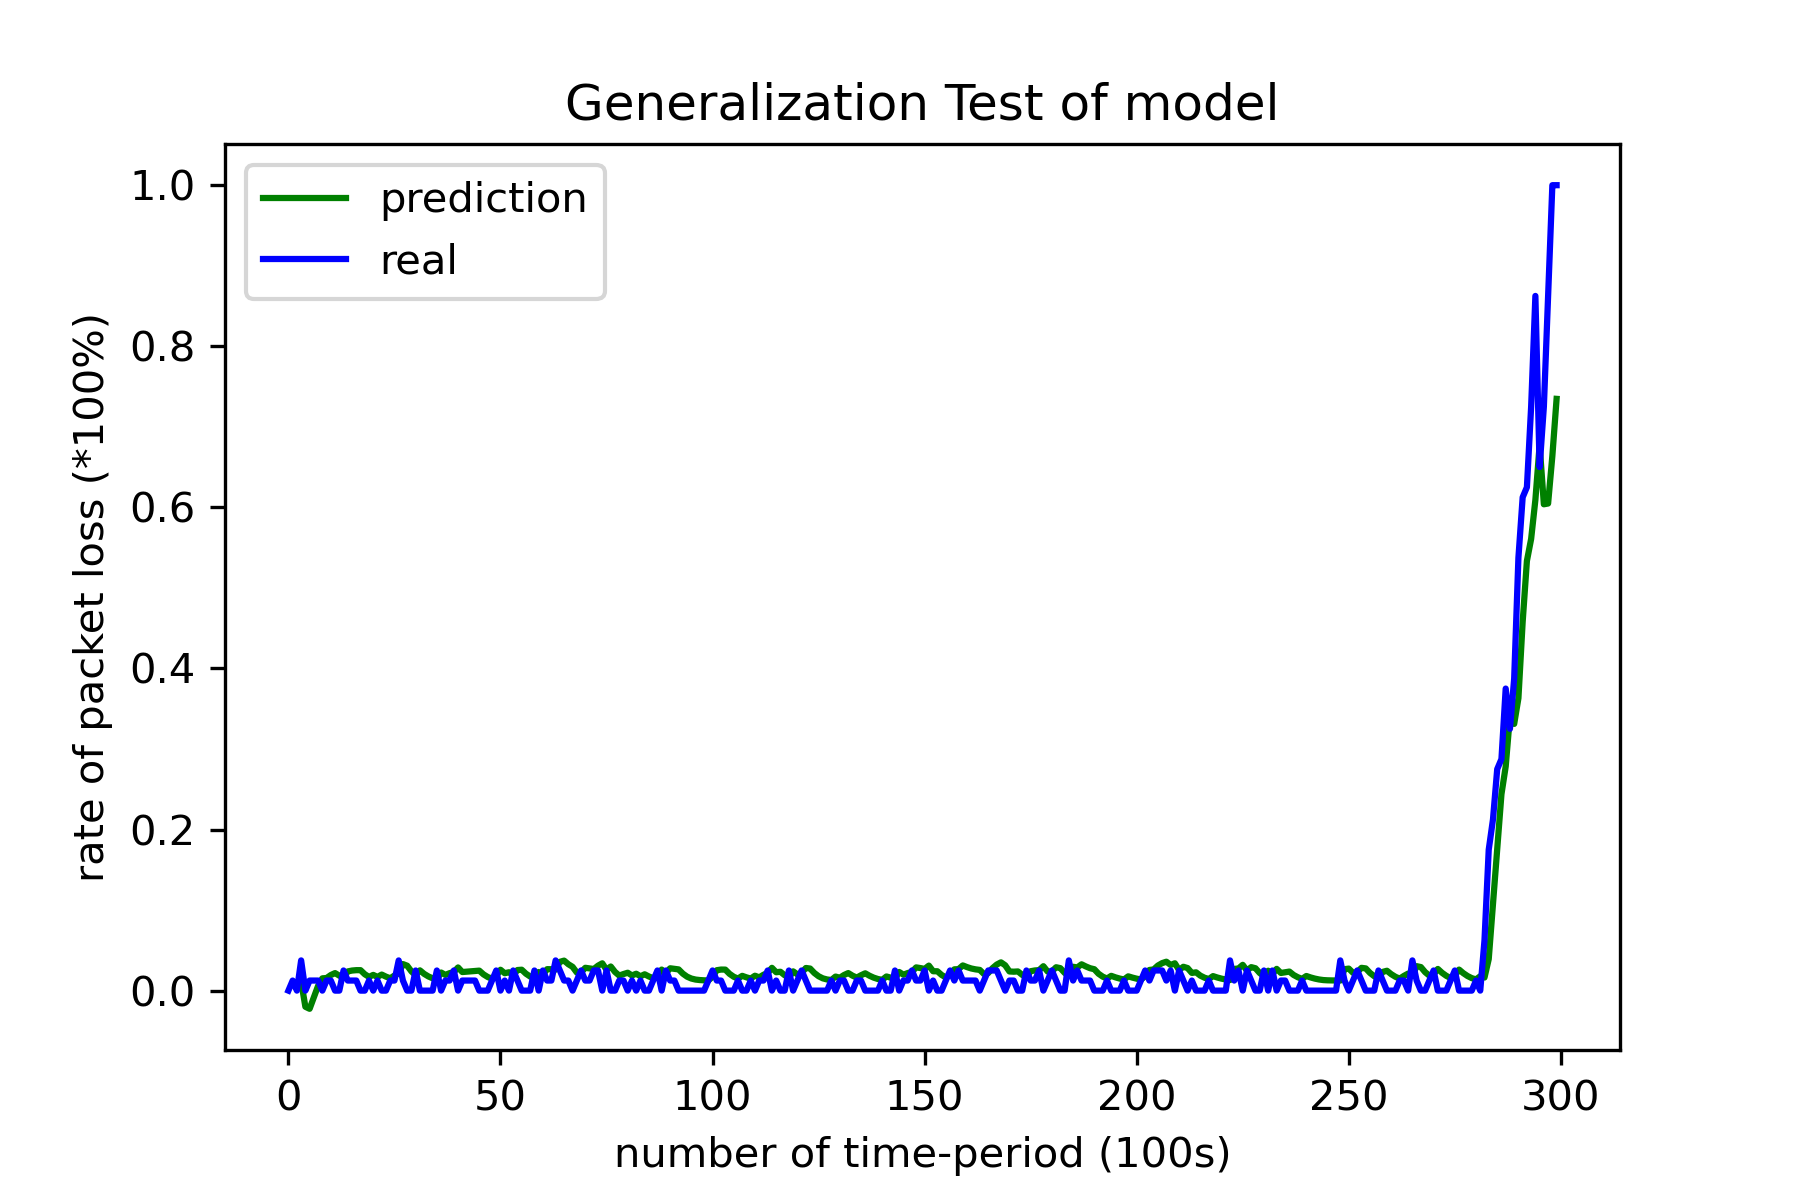 Generalization Test of model
prediction
real
rate of packet loss (*100%)
1.0
0.8
0.6
0.4
0.2
0.0
0 50 100 150 200 250 300
number of time-period (100s)